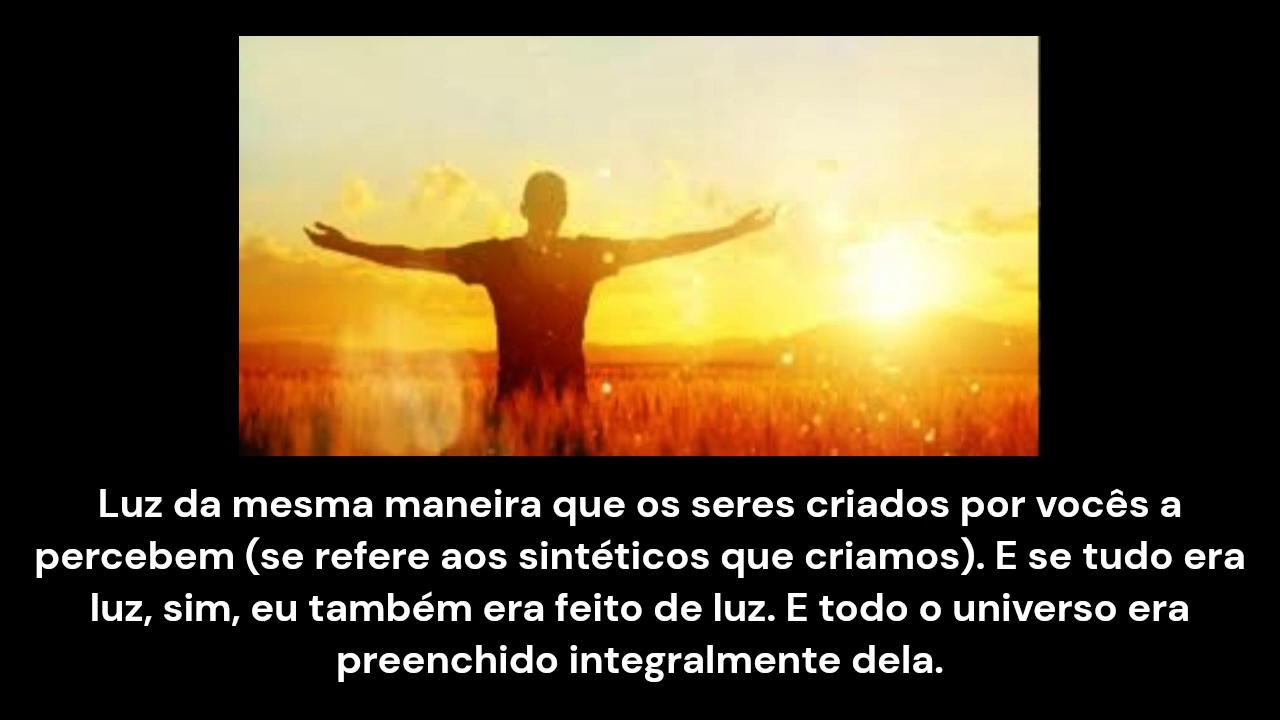 Luz da mesma maneira que os seres criados por vocês a
percebem (se refere aos sintéticos que criamos). E se tudo era
luz, sim, eu também era feito de luz. E todo o universo era
preenchido integralmente dela.